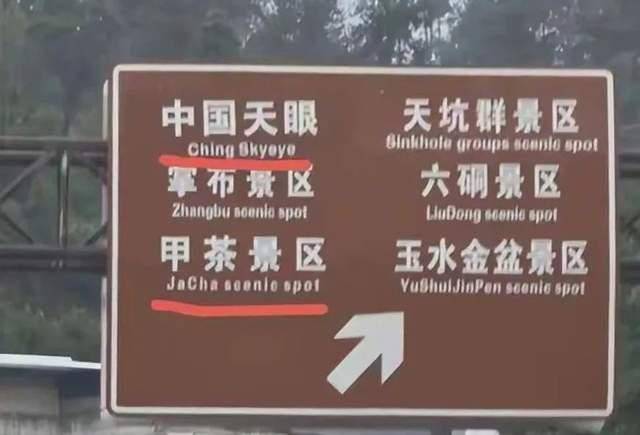 中国天眼
Ching Skyeye
掌布景区
Zhangbu scenic spot
甲茶景区
JaCha scenic spot
天坑群景区
Sinkhole groups scenic spot
六硐景区
LiuDong scenic spot
玉水金盆景区
YuShuiJinPen scenic spot